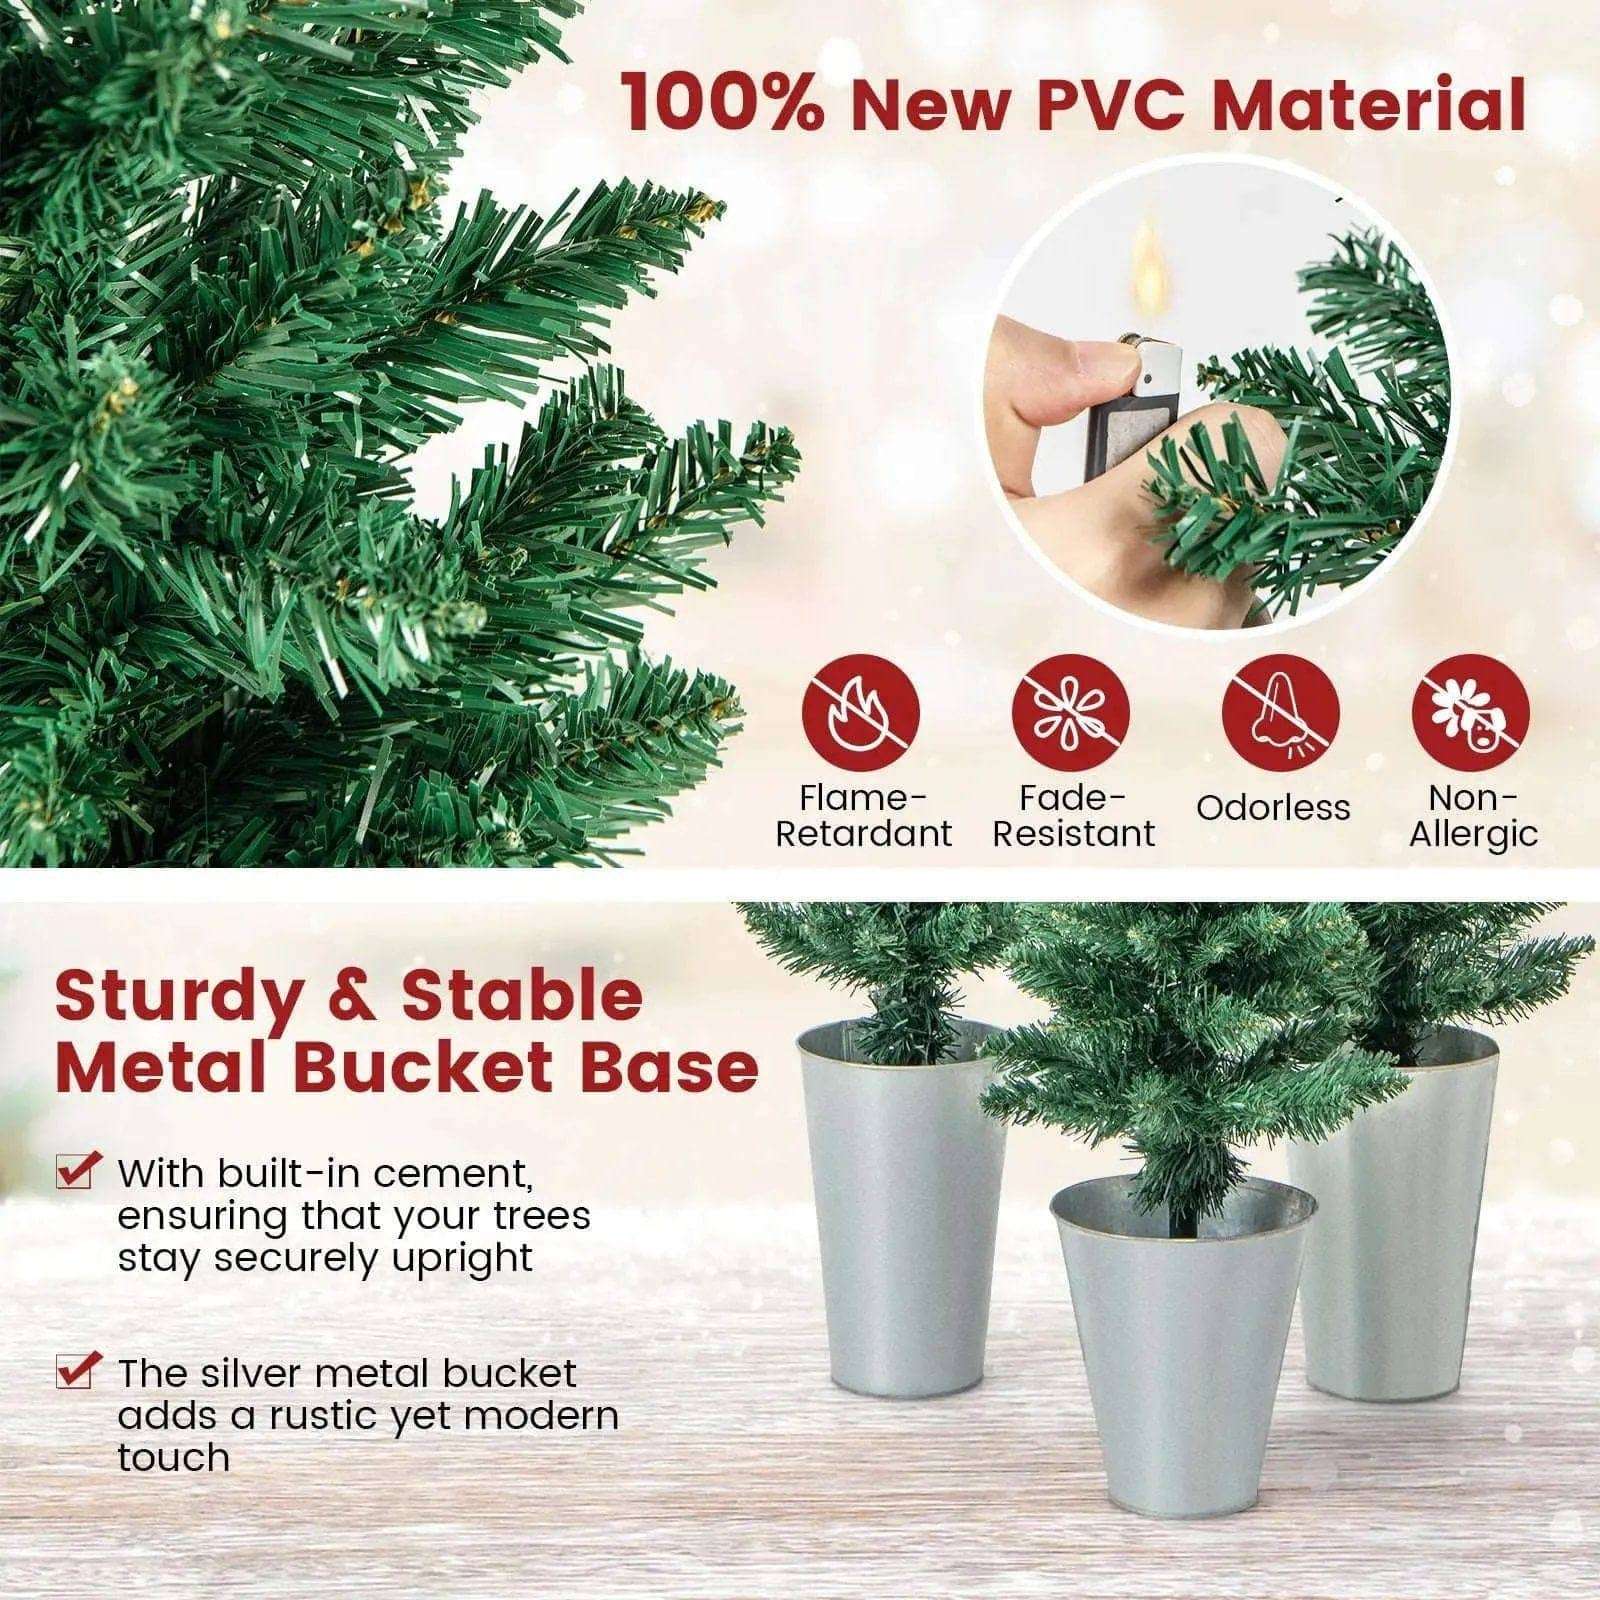 100% New PVC Material
Flame-
Retardant
Fade-
Resistant
Odorless
Non-
Allergic
Sturdy & Stable
Metal Bucket Base
With built-in cement,
ensuring that your trees
stay securely upright
The silver metal bucket
adds a rustic yet modern
touch